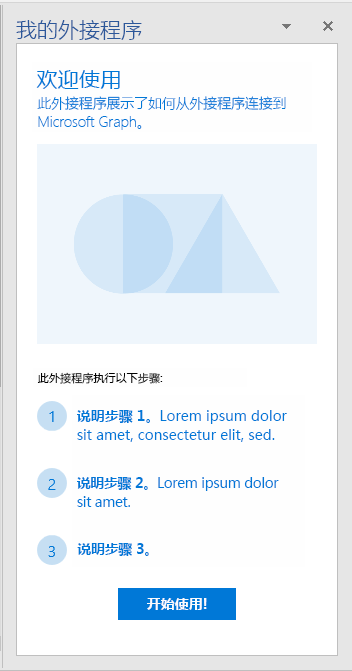 我的外接程序
欢迎使用
此外接程序展示了如何从外接程序连接到
Microsoft Graph。
此外接程序执行以下步骤:
1 说明步骤 1。Lorem ipsum dolor
sit amet, consectetur elit, sed.
2 说明步骤 2。Lorem ipsum dolor
sit amet.
3 说明步骤 3。
开始使用!